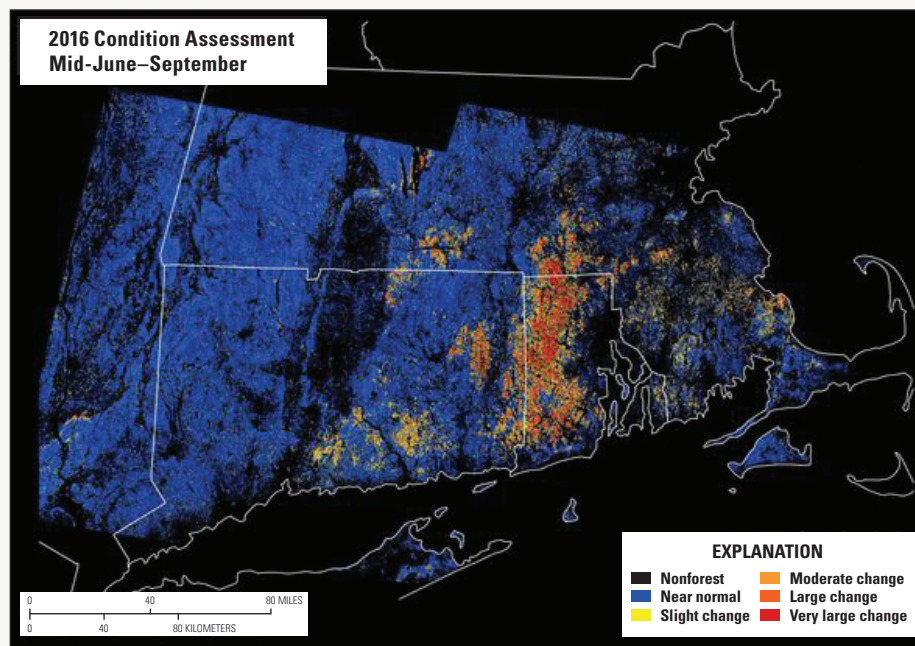 2016 Condition Assessment
Mid-June–September
0 40 80 MILES
0 40 80 KILOMETERS
EXPLANATION
Nonforest
Near normal
Slight change
Moderate change
Large change
Very large change